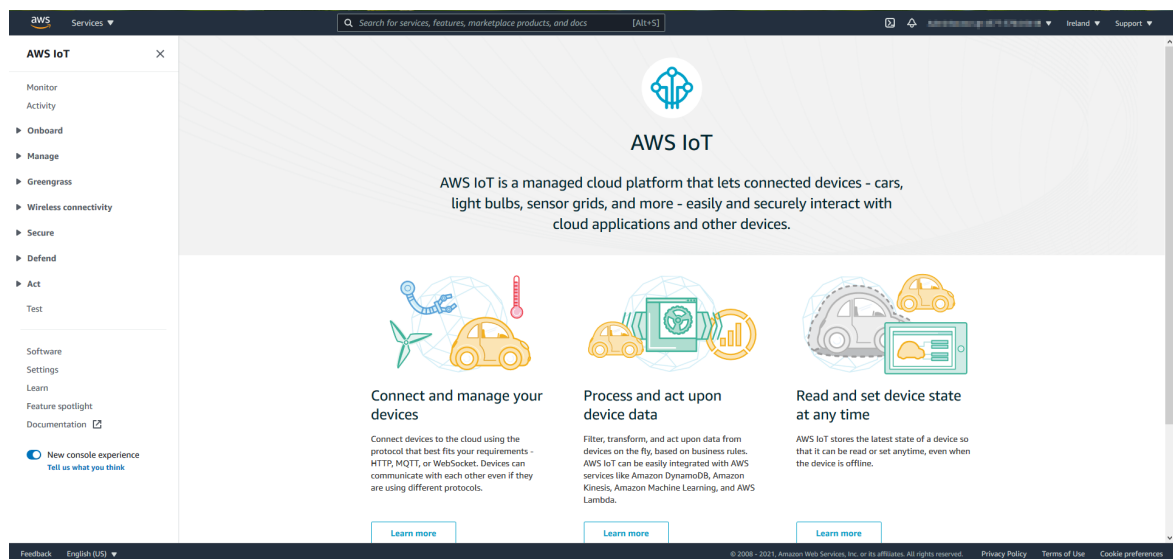 aws
Services
Search for services, features, marketplace products, and docs
[Alt+S]
Ireland
Support
AWS IoT
Monitor
Activity
Onboard
Manage
Greengrass
Wireless connectivity
Secure
Defend
Act
Test
Software
Settings
Learn
Feature spotlight
Documentation
New console experience
Tell us what you think
AWS IoT
AWS IoT is a managed cloud platform that lets connected devices - cars,
light bulbs, sensor grids, and more - easily and securely interact with
cloud applications and other devices.
Connect and manage your
devices
Connect devices to the cloud using the
protocol that best fits your requirements -
HTTP, MQTT, or WebSocket. Devices can
communicate with each other even if they
are using different protocols.
Learn more
Process and act upon
device data
Filter, transform, and act upon data from
devices on the fly, based on business rules.
AWS IoT can be easily integrated with AWS
services like Amazon DynamoDB, Amazon
Kinesis, Amazon Machine Learning, and AWS
Lambda.
Learn more
Read and set device state
at any time
AWS IoT stores the latest state of a device so
that it can be read or set anytime, even when
the device is offline.
Learn more
Feedback
English (US)
© 2008 - 2021, Amazon Web Services, Inc. or its affiliates. All rights reserved.
Privacy Policy
Terms of Use
Cookie preferences